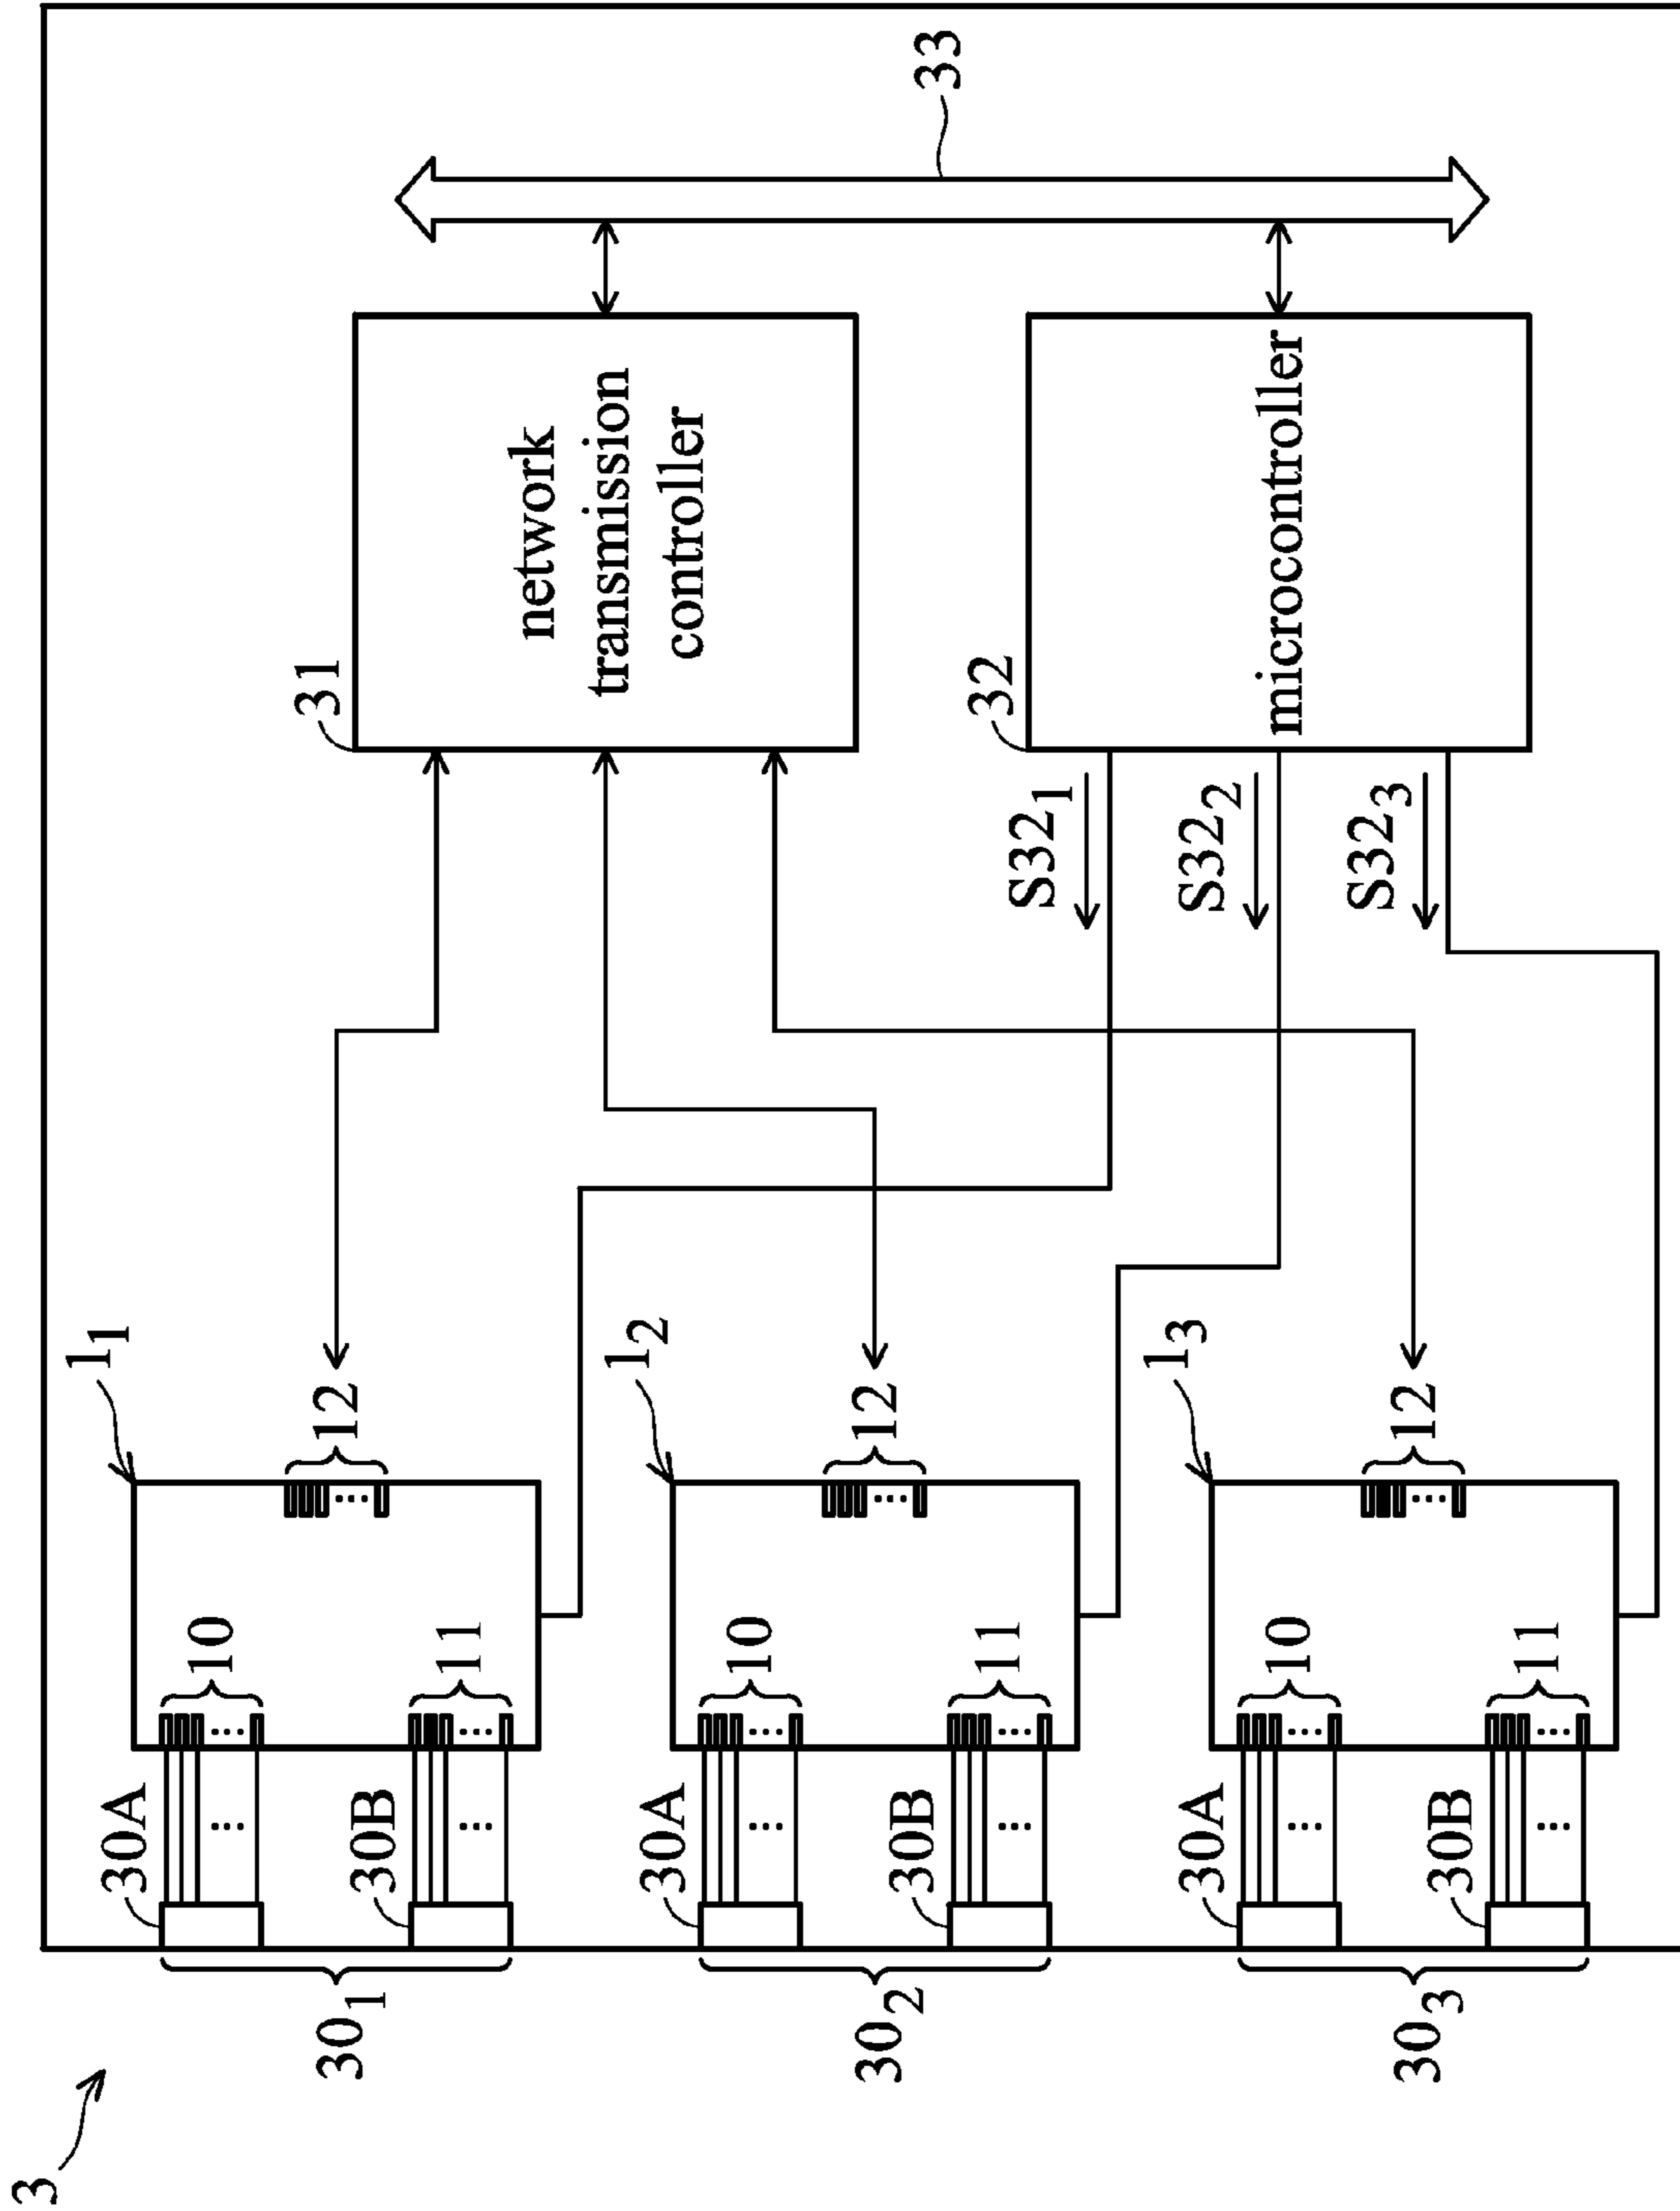 3
30₁
30A
10
30B
11
1₁
12
30₂
30A
10
30B
11
1₂
12
30₃
30A
10
30B
11
1₃
12
31
network
transmission
controller
32
microcontroller
S32₁
S32₂
S32₃
33